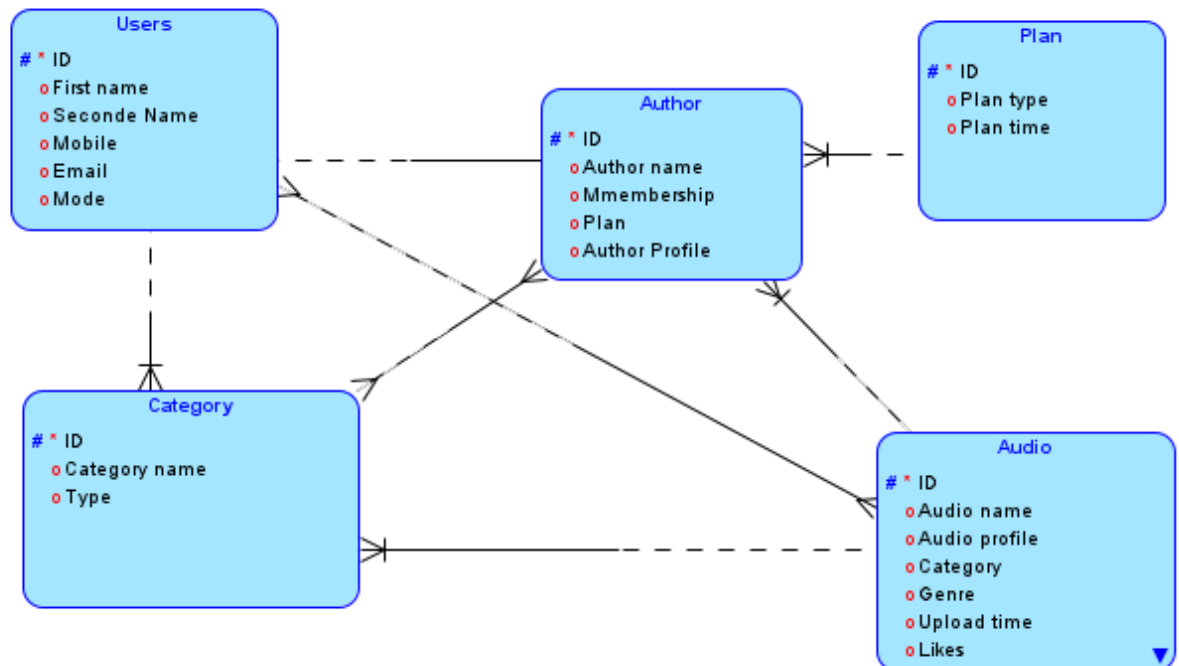 Users
# * ID
o First name
o Seconde Name
o Mobile
o Email
o Mode
Author
# * ID
o Author name
o Mmembership
o Plan
o Author Profile
Plan
# * ID
o Plan type
o Plan time
Category
# * ID
o Category name
o Type
Audio
# * ID
o Audio name
o Audio profile
o Category
o Genre
o Upload time
o Likes